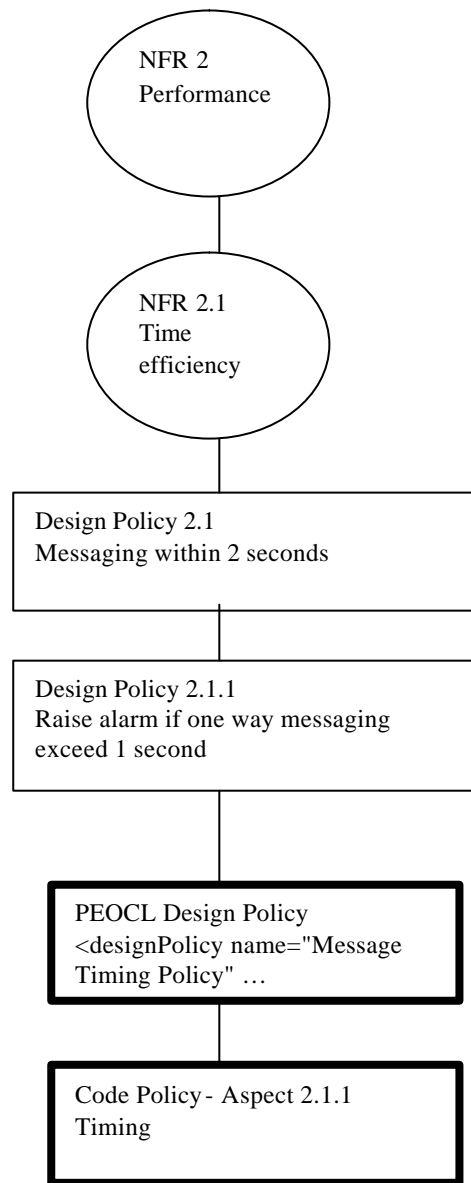 NFR 2
Performance
NFR 2.1
Time
efficiency
Design Policy 2.1
Messaging within 2 seconds
Design Policy 2.1.1
Raise alarm if one way messaging
exceed 1 second
PEOCL Design Policy
<designPolicy name="Message
Timing Policy" …
Code Policy - Aspect 2.1.1
Timing